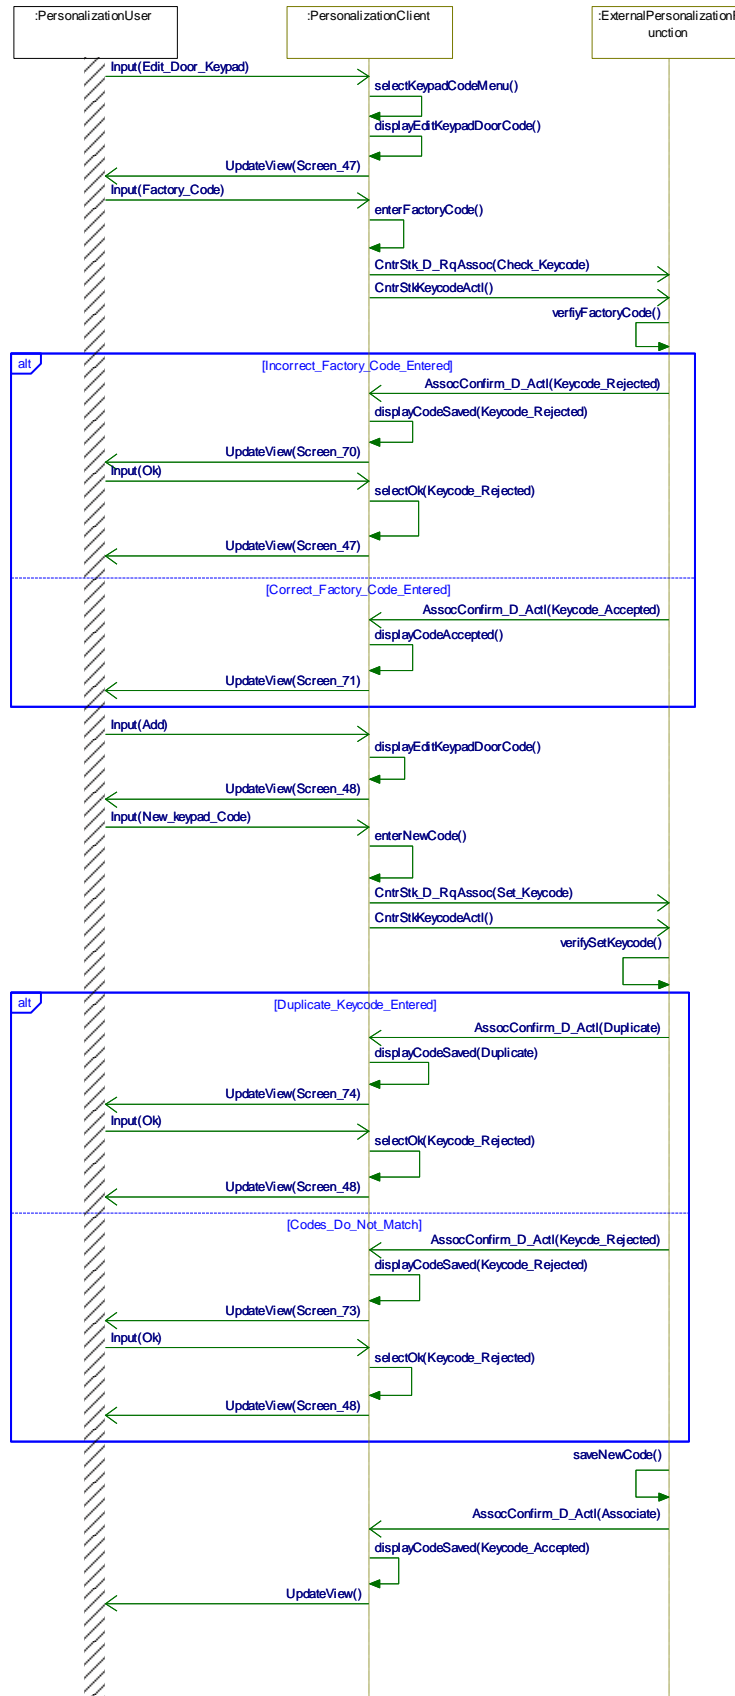 :PersonalizationUser
:PersonalizationClient
:ExternalPersonalizationF
unction
Input(Edit_Door_Keypad)
selectKeypadCodeMenu()
displayEditKeypadDoorCode()
UpdateView(Screen_47)
Input(Factory_Code)
enterFactoryCode()
CntrStk_D_RqAssoc(Check_Keycode)
CntrStkKeycodeActl()
verfiyFactoryCode()
alt
[Incorrect_Factory_Code_Entered]
AssocConfirm_D_Actl(Keycode_Rejected)
displayCodeSaved(Keycode_Rejected)
UpdateView(Screen_70)
Input(Ok)
selectOk(Keycode_Rejected)
UpdateView(Screen_47)
[Correct_Factory_Code_Entered]
AssocConfirm_D_Actl(Keycode_Accepted)
displayCodeAccepted()
UpdateView(Screen_71)
Input(Add)
displayEditKeypadDoorCode()
UpdateView(Screen_48)
Input(New_keypad_Code)
enterNewCode()
CntrStk_D_RqAssoc(Set_Keycode)
CntrStkKeycodeActl()
verifySetKeycode()
alt
[Duplicate_Keycode_Entered]
AssocConfirm_D_Actl(Duplicate)
displayCodeSaved(Duplicate)
UpdateView(Screen_74)
Input(Ok)
selectOk(Keycode_Rejected)
UpdateView(Screen_48)
[Codes_Do_Not_Match]
AssocConfirm_D_Actl(Keycde_Rejected)
displayCodeSaved(Keycode_Rejected)
UpdateView(Screen_73)
Input(Ok)
selectOk(Keycode_Rejected)
UpdateView(Screen_48)
saveNewCode()
AssocConfirm_D_Actl(Associate)
displayCodeSaved(Keycode_Accepted)
UpdateView()